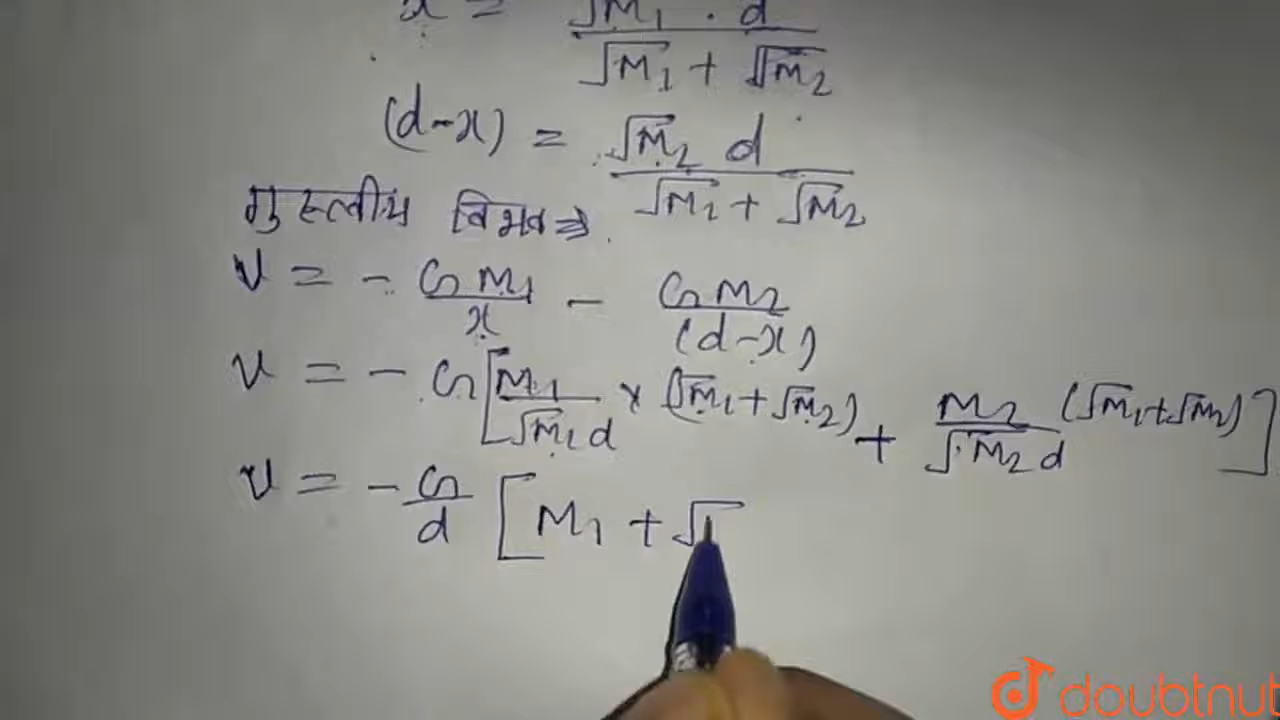 x = √M₁ . d / (√M₁ + √M₂)
(d-x) = √M₂ d / (√M₁ + √M₂)
गुरुत्वीय विभव ⇒
V = - GM₁/x - GM₂/(d-x)
V = - G[M₁/(√M₁ d) × (√M₁ + √M₂) + M₂/(√M₂ d) (√M₁+√M₂)]
V = - G/d [M₁ + √
doubtnut